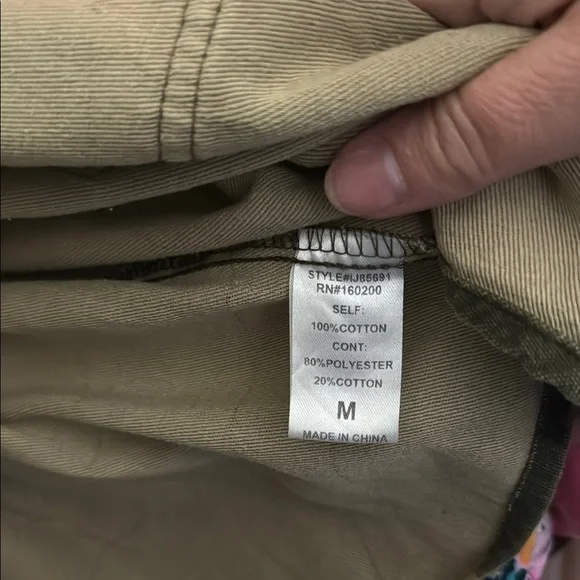 STYLE#IJ85691
RN#160200
SELF:
100%COTTON
CONT:
80%POLYESTER
20%COTTON
M
MADE IN CHINA